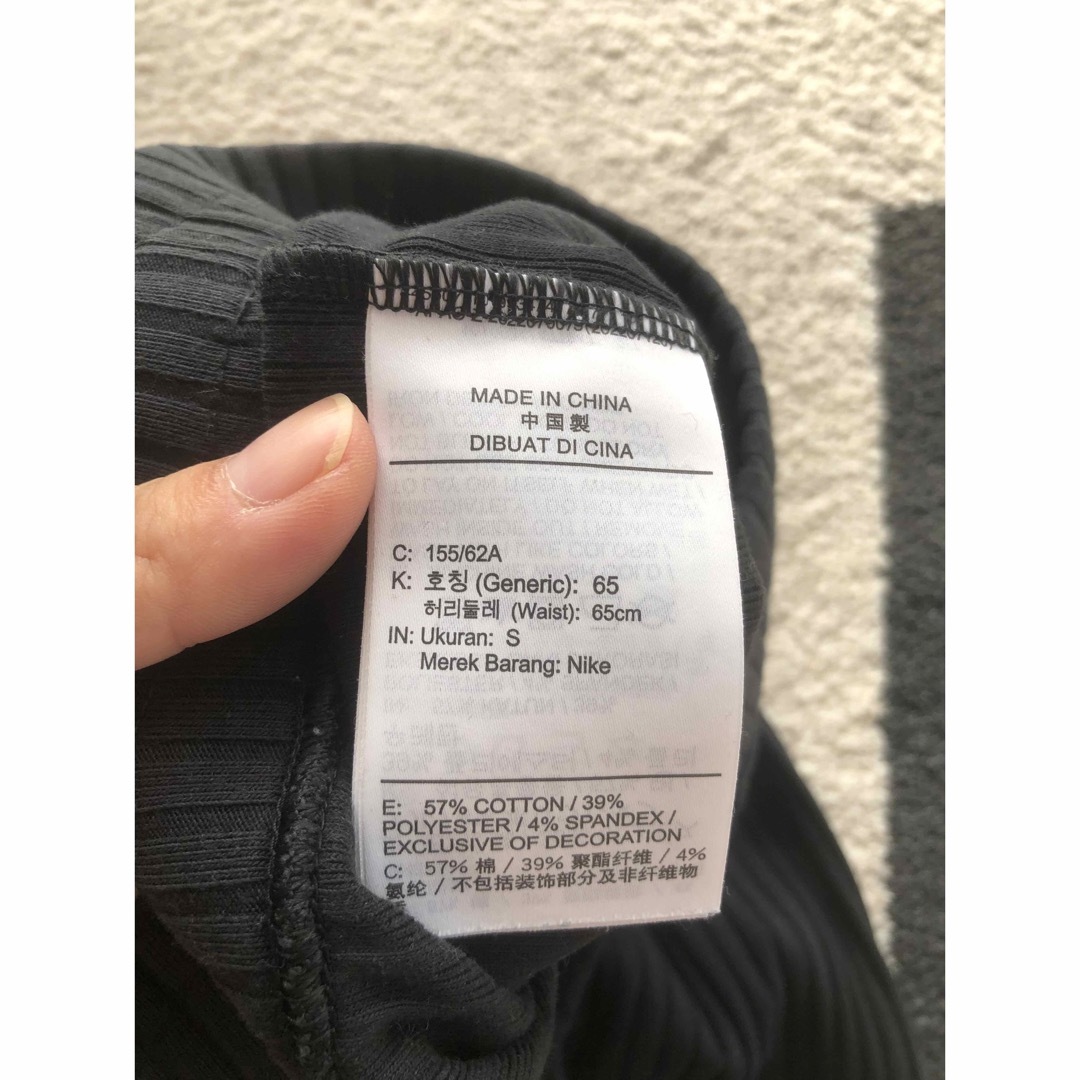 MADE IN CHINA
中国製
DIBUAT DI CINA
C: 155/62A
K: 호칭 (Generic): 65
허리둘레 (Waist): 65cm
IN: Ukuran: S
Merek Barang: Nike
E: 57% COTTON / 39%
POLYESTER / 4% SPANDEX /
EXCLUSIVE OF DECORATION
C: 57% 棉 / 39% 聚酯纤维 / 4%
氨纶 / 不包括装饰部分及非纤维物